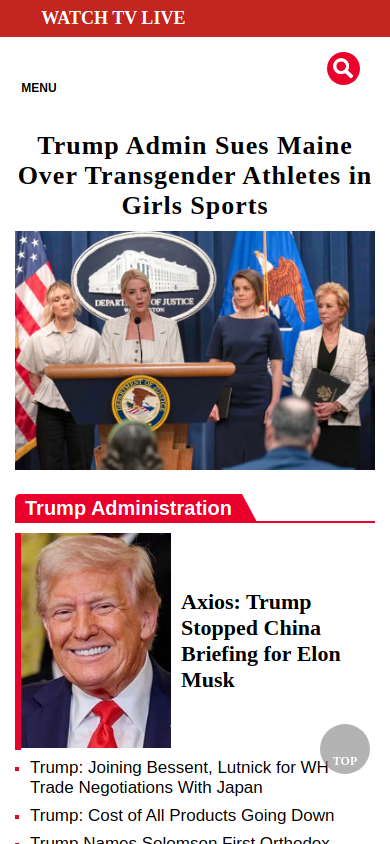 WATCH TV LIVE
MENU
Trump Admin Sues Maine
Over Transgender Athletes in
Girls Sports
DEPARTMENT OF JUSTICE
WASHINGTON
Trump Administration
Axios: Trump
Stopped China
Briefing for Elon
Musk
TOP
Trump: Joining Bessent, Lutnick for WH
Trade Negotiations With Japan
Trump: Cost of All Products Going Down
Trump Names Solomson First Orthodox